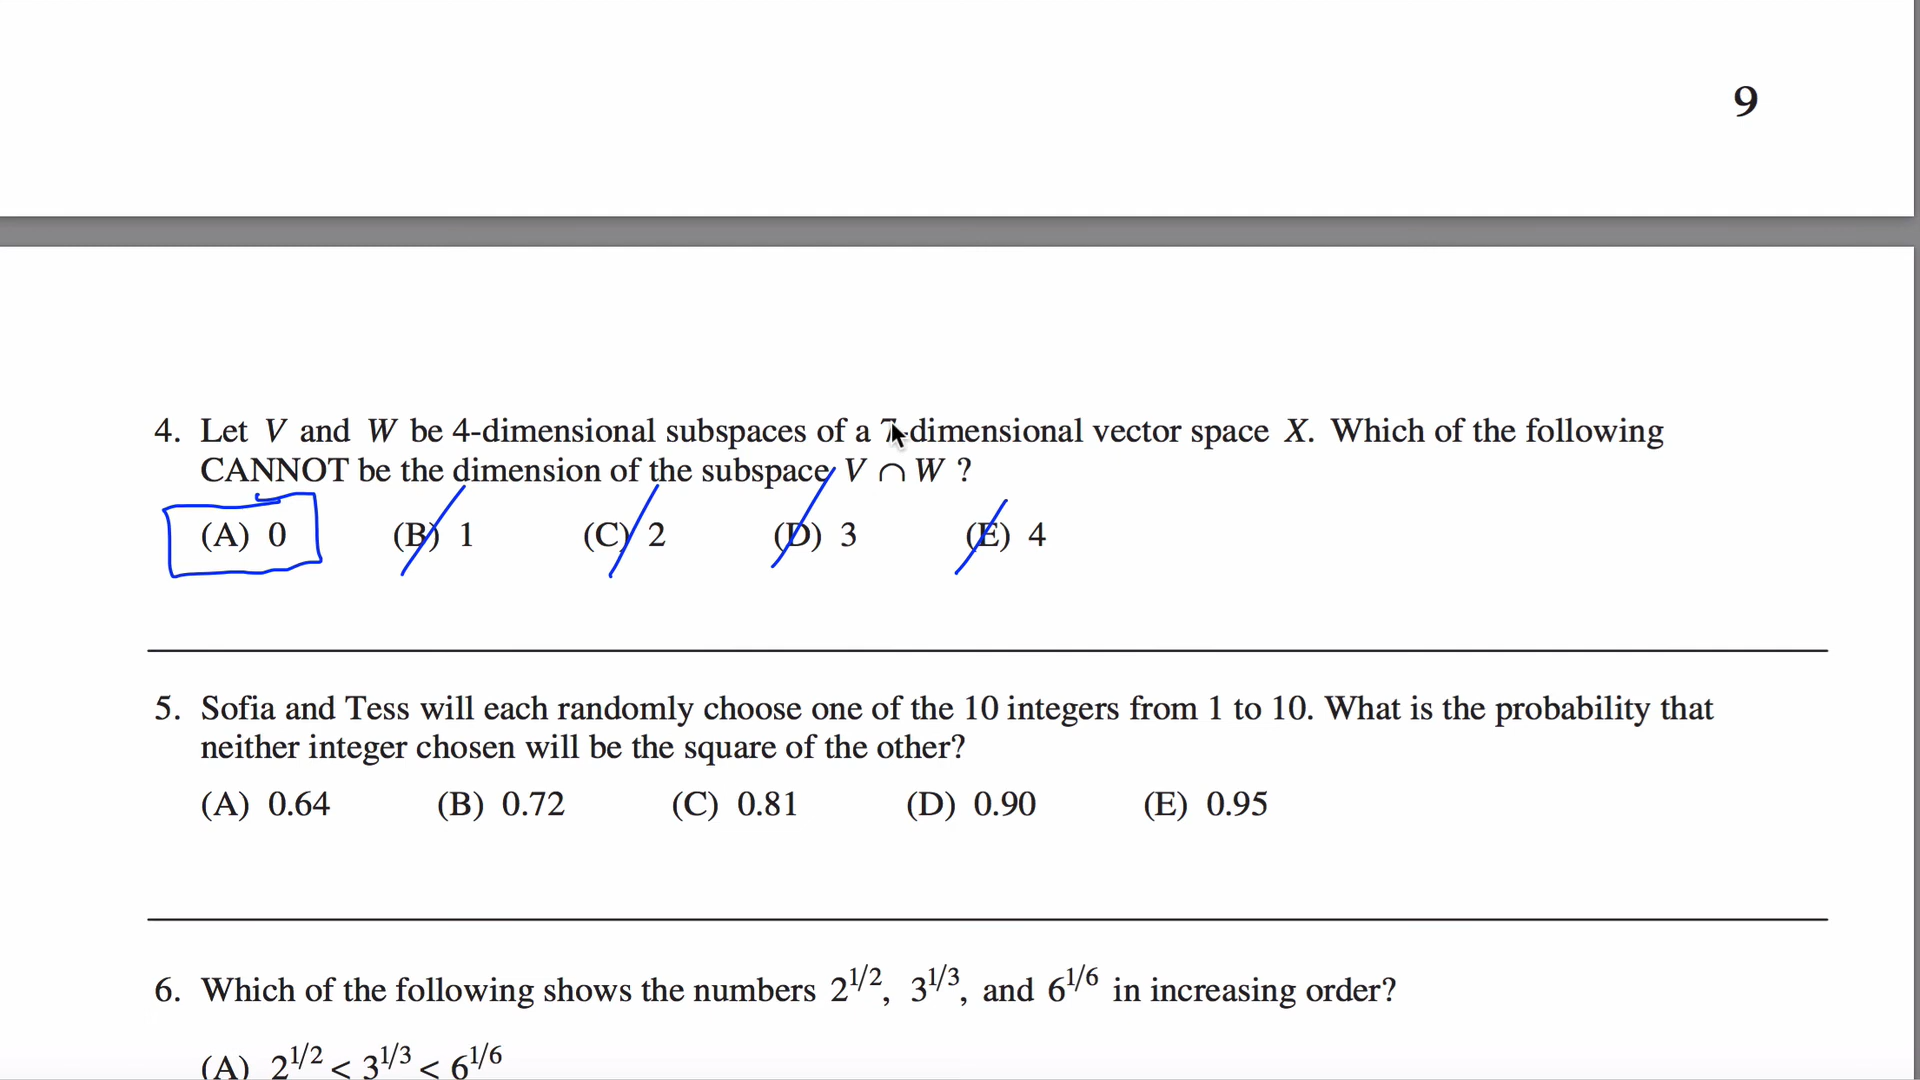 9
4. Let V and W be 4-dimensional subspaces of a 7-dimensional vector space X. Which of the following
CANNOT be the dimension of the subspace V ∩ W ?
(A) 0 (B) 1 (C) 2 (D) 3 (E) 4
5. Sofia and Tess will each randomly choose one of the 10 integers from 1 to 10. What is the probability that
neither integer chosen will be the square of the other?
(A) 0.64 (B) 0.72 (C) 0.81 (D) 0.90 (E) 0.95
6. Which of the following shows the numbers 2^{1/2}, 3^{1/3}, and 6^{1/6} in increasing order?
(A) 2^{1/2} < 3^{1/3} < 6^{1/6}